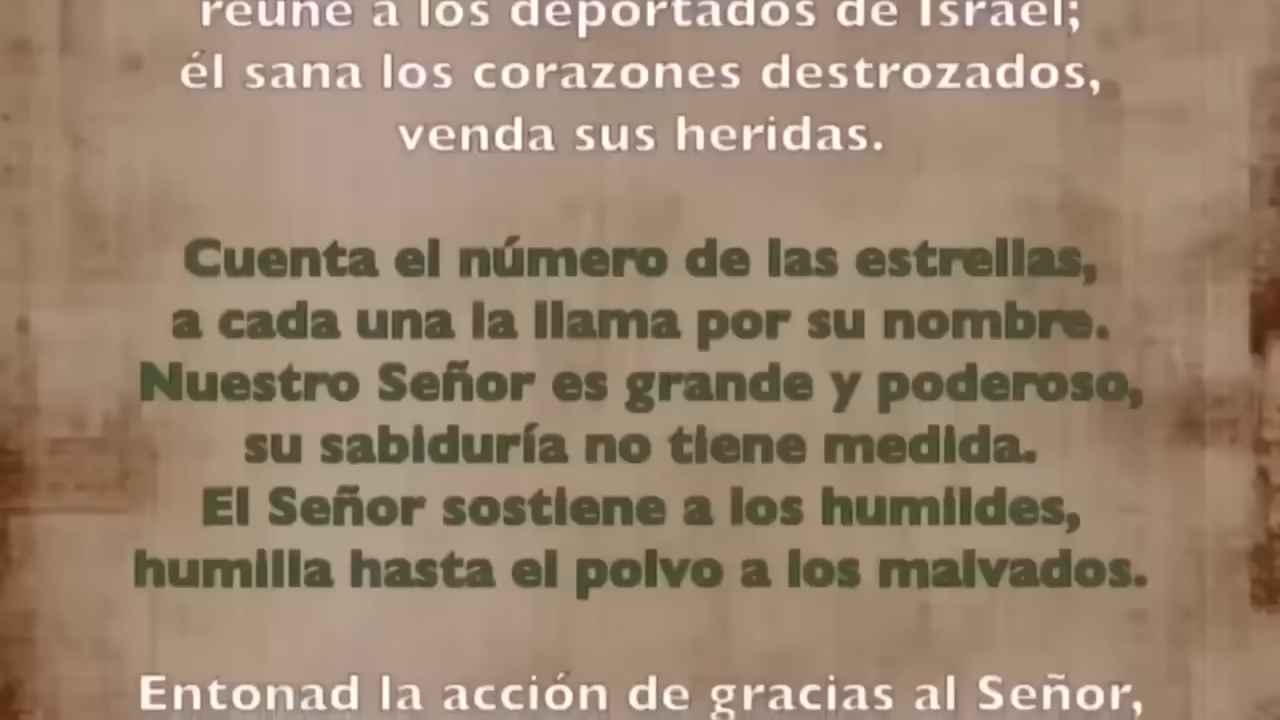 reúne a los deportados de Israel;
él sana los corazones destrozados,
venda sus heridas.
Cuenta el número de las estrellas,
a cada una la llama por su nombre.
Nuestro Señor es grande y poderoso,
su sabiduría no tiene medida.
El Señor sostiene a los humildes,
humilla hasta el polvo a los malvados.
Entonad la acción de gracias al Señor,